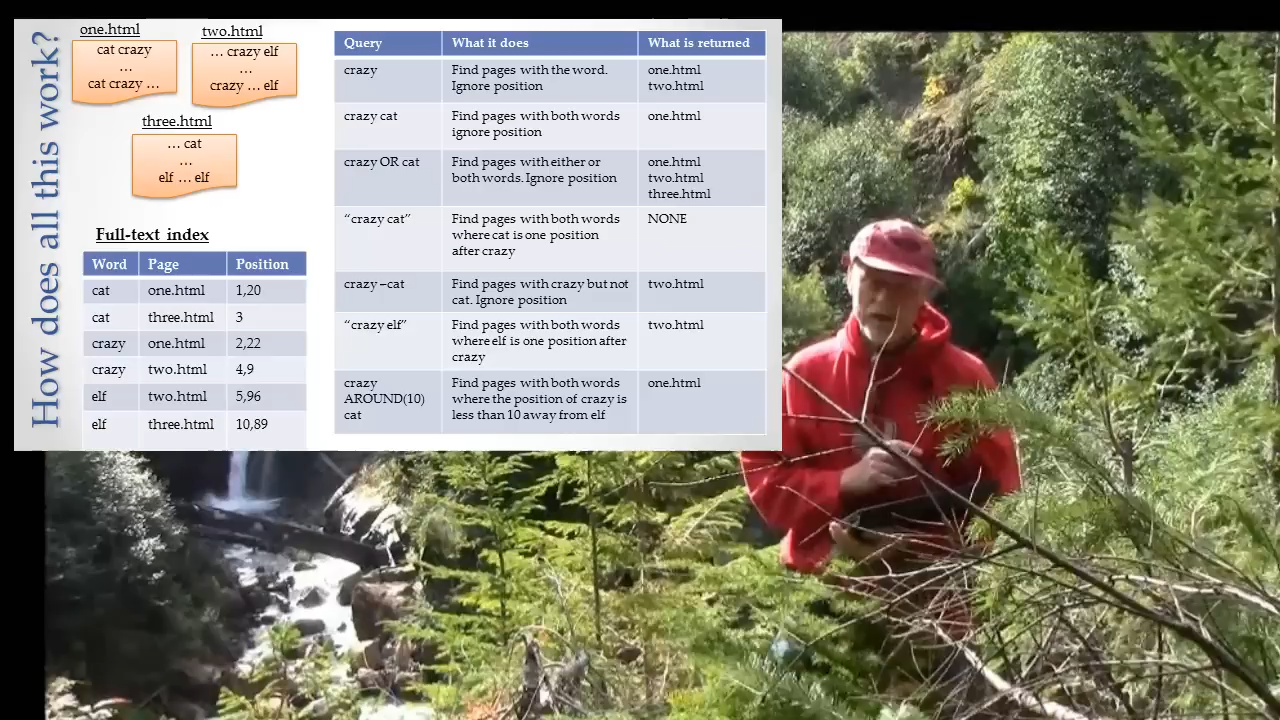 How does all this work?
one.html
cat crazy
…
cat crazy …
two.html
… crazy elf
…
crazy … elf
three.html
… cat
…
elf … elf
Full-text index
Word Page Position
cat one.html 1,20
cat three.html 3
crazy one.html 2,22
crazy two.html 4,9
elf two.html 5,96
elf three.html 10,89
Query What it does What is returned
crazy Find pages with the word. one.html
Ignore position two.html
crazy cat Find pages with both words one.html
ignore position
crazy OR cat Find pages with either or one.html
both words. Ignore position two.html
three.html
“crazy cat” Find pages with both words NONE
where cat is one position
after crazy
crazy –cat Find pages with crazy but not two.html
cat. Ignore position
“crazy elf” Find pages with both words two.html
where elf is one position after
crazy
crazy Find pages with both words one.html
AROUND(10) where the position of crazy is
cat less than 10 away from elf